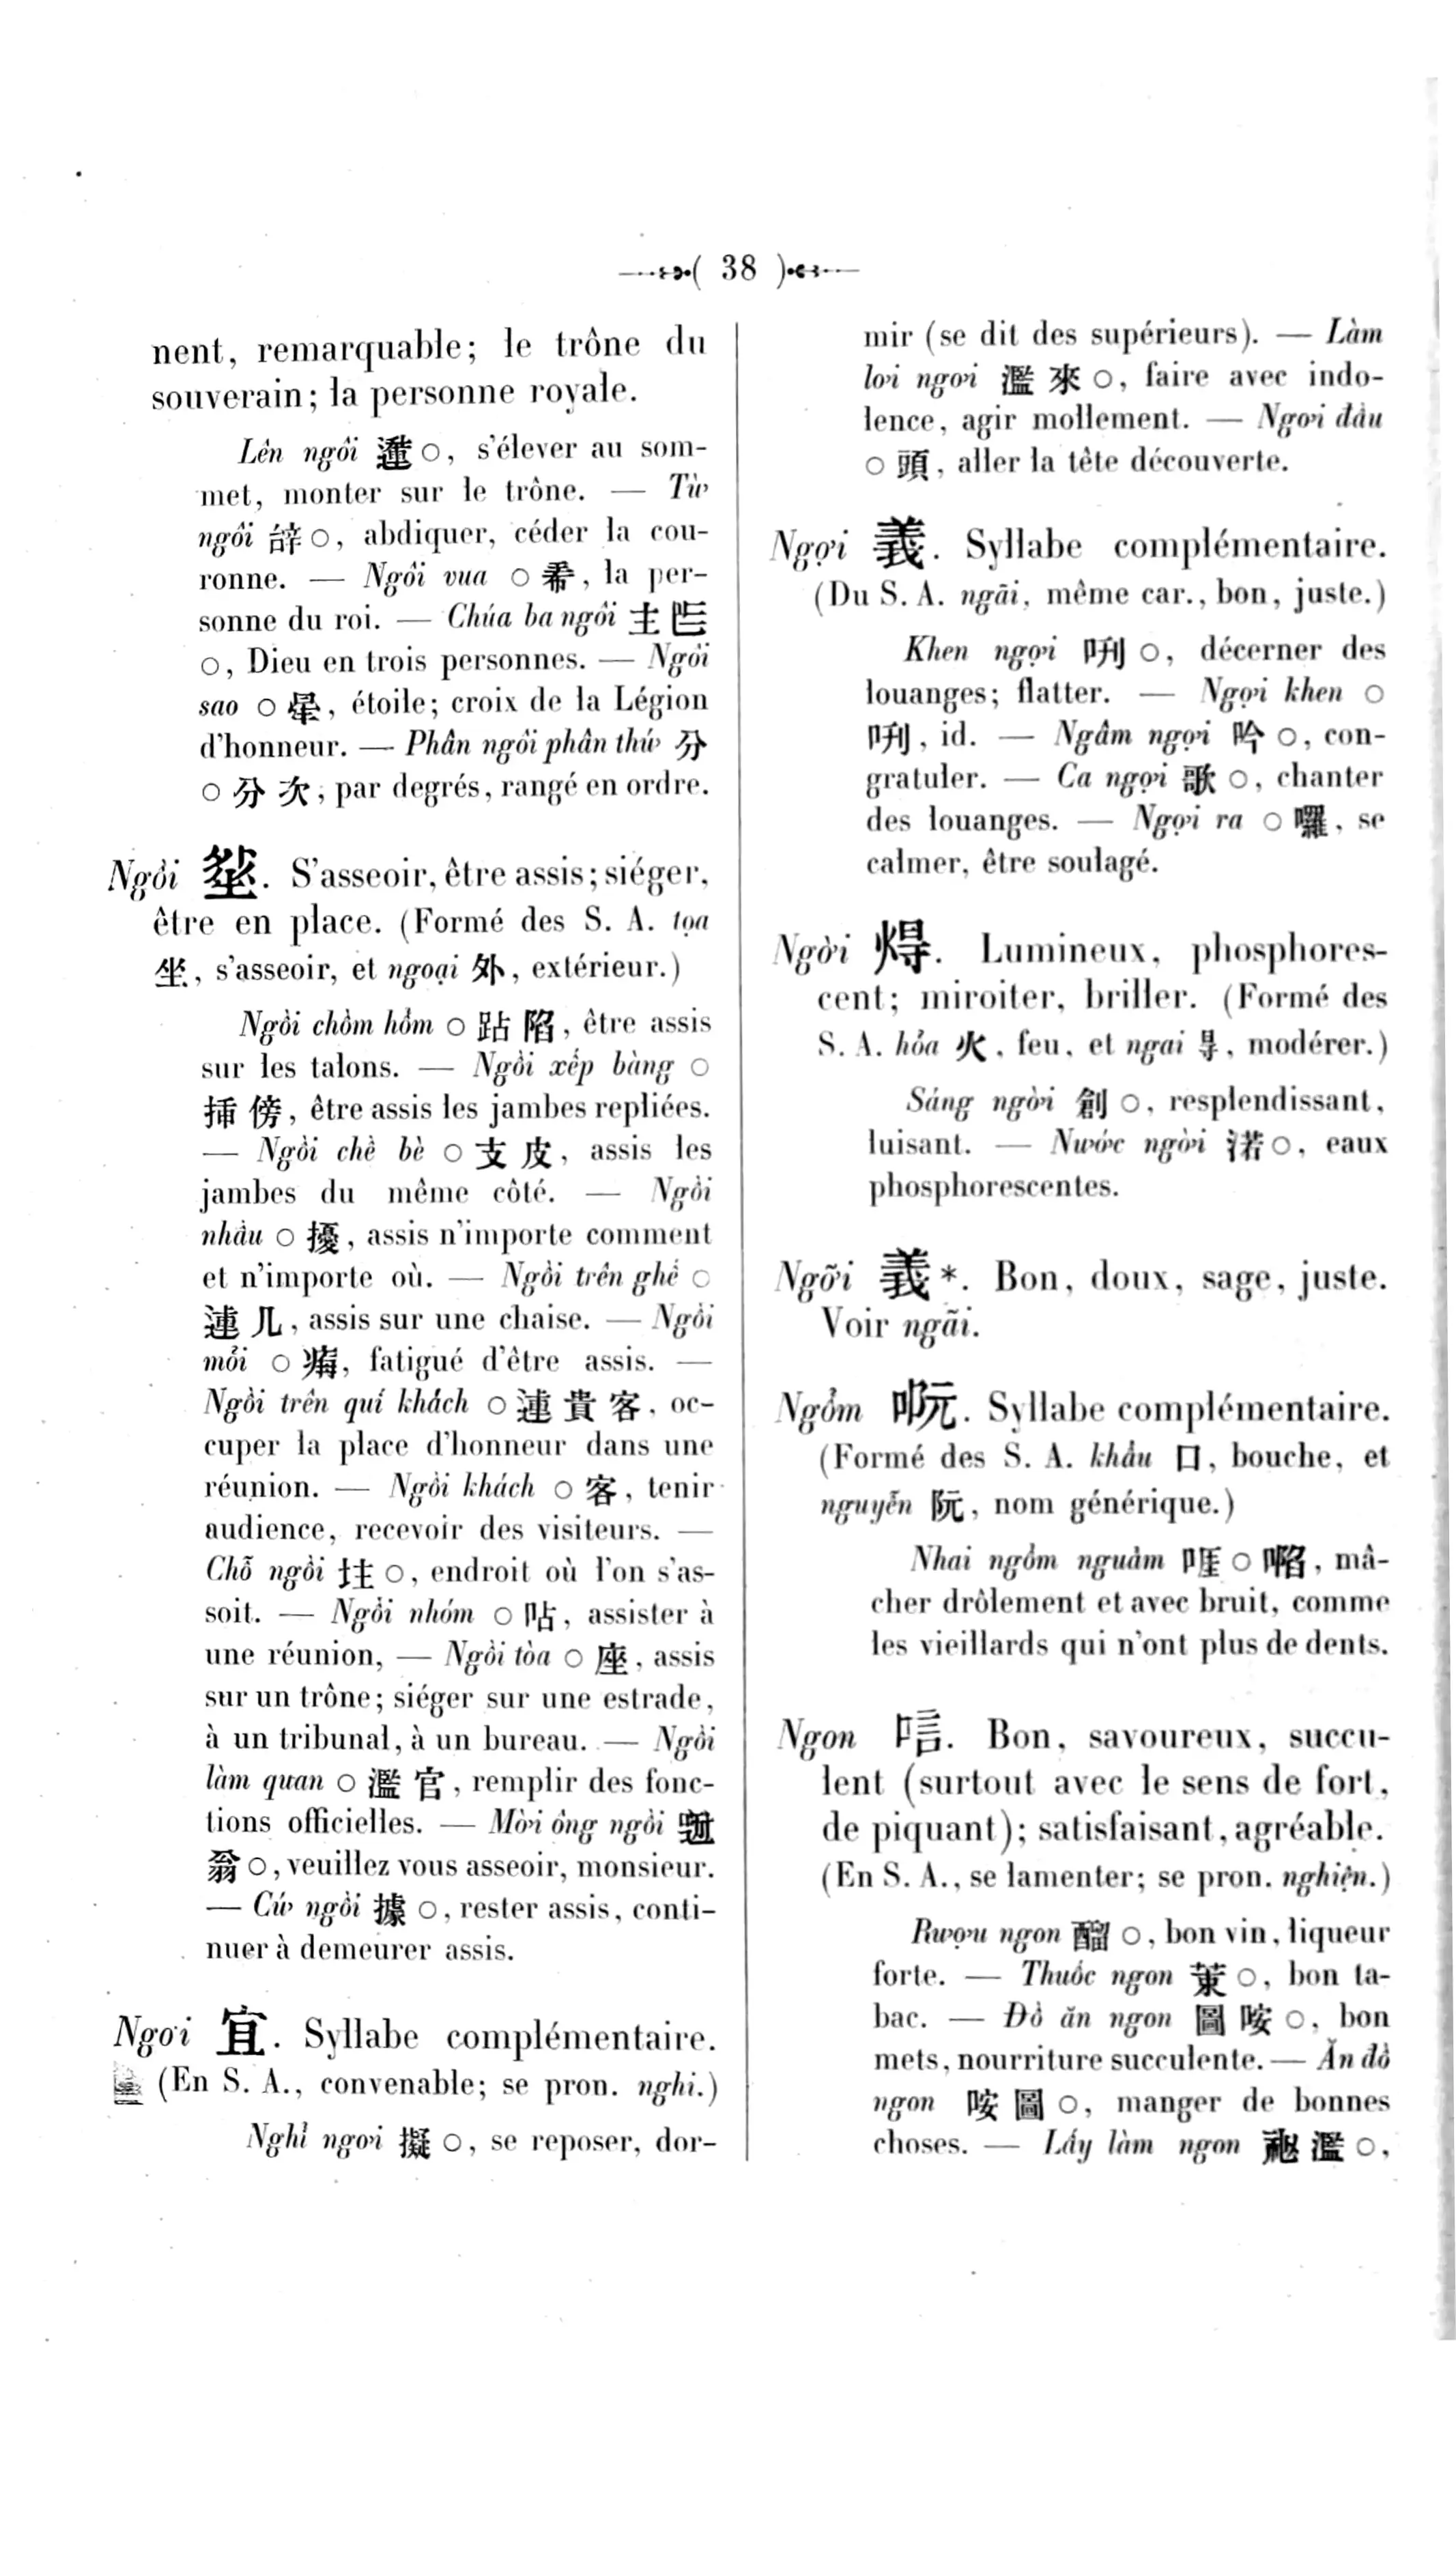 ( 38 )
nent, remarquable; le trône du
souverain; la personne royale.
Lên ngôi ○, s'élever au som-
met, monter sur le trône. — Từ
ngôi 辞 ○, abdiquer, céder la cou-
ronne. — Ngôi vua ○, la per-
sonne du roi. — Chúa ba ngôi 主
○, Dieu en trois personnes. — Ngôi
sao ○, étoile; croix de la Légion
d'honneur. — Phân ngôi phân thứ 分
○ 分 次, par degrés, rangé en ordre.
Ngồi. S'asseoir, être assis; siéger,
être en place. (Formé des S. A. tọa
坐, s'asseoir, et ngoại 外, extérieur.)
Ngồi chồm hổm ○ 跕 陷, être assis
sur les talons. — Ngồi xếp bàng ○
揷 傍, être assis les jambes repliées.
— Ngồi chè bè ○ 支 皮, assis les
jambes du même côté. — Ngồi
nhầu ○ 擾, assis n'importe comment
et n'importe où. — Ngồi trên ghế ○
連 几, assis sur une chaise. — Ngồi
mỏi ○, fatigué d'être assis. —
Ngồi trên quí khách ○ 連 貴 客, oc-
cuper la place d'honneur dans une
réunion. — Ngồi khách ○ 客, tenir
audience, recevoir des visiteurs. —
Chỗ ngồi 拄 ○, endroit où l'on s'as-
soit. — Ngồi nhóm ○ 呫, assister à
une réunion, — Ngồi tòa ○ 座, assis
sur un trône; siéger sur une estrade,
à un tribunal, à un bureau. — Ngồi
làm quan ○ 濫 官, remplir des fonc-
tions officielles. — Mời ông ngồi
翁 ○, veuillez vous asseoir, monsieur.
— Cứ ngồi 據 ○, rester assis, conti-
nuer à demeurer assis.
Ngơi 宜. Syllabe complémentaire.
(En S. A., convenable; se pron. nghi.)
Nghỉ ngơi 擬 ○, se reposer, dor-
mir (se dit des supérieurs). — Làm
lơi ngơi 濫 來 ○, faire avec indo-
lence, agir mollement. — Ngơi đầu
○ 頭, aller la tête découverte.
Ngợi 義. Syllabe complémentaire.
(Du S. A. ngãi, même car., bon, juste.)
Khen ngợi ○, décerner des
louanges; flatter. — Ngợi khen ○
, id. — Ngâm ngợi 吟 ○, con-
gratuler. — Ca ngợi 歌 ○, chanter
des louanges. — Ngợi ra ○ 囉, se
calmer, être soulagé.
Ngời. Lumineux, phosphores-
cent; miroiter, briller. (Formé des
S. A. hỏa 火, feu, et ngai, modérer.)
Sáng ngời 創 ○, resplendissant,
luisant. — Nước ngời 渃 ○, eaux
phosphorescentes.
Ngỡi 義 *. Bon, doux, sage, juste.
Voir ngãi.
Ngồm. Syllabe complémentaire.
(Formé des S. A. khẩu 口, bouche, et
nguyễn 阮, nom générique.)
Nhai ngồm nguàm 啀 ○ 啗, mâ-
cher drôlement et avec bruit, comme
les vieillards qui n'ont plus de dents.
Ngon 唁. Bon, savoureux, succu-
lent (surtout avec le sens de fort,
de piquant); satisfaisant, agréable.
(En S. A., se lamenter; se pron. nghiện.)
Rượu ngon ○, bon vin, liqueur
forte. — Thuốc ngon ○, bon ta-
bac. — Đồ ăn ngon 圖 咹 ○, bon
mets, nourriture succulente. — Ăn đồ
ngon 咹 圖 ○, manger de bonnes
choses. — Lấy làm ngon 濫 ○,